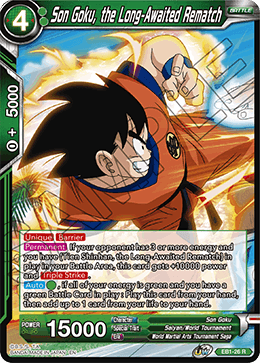 4
Son Goku, the Long-Awaited Rematch
BATTLE
0 + 5000
Unique Barrier
Permanent If your opponent has 8 or more energy and
you have {Tien Shinhan, the Long-Awaited Rematch} in
play in your Battle Area, this card gets +10000 power
and Triple Strike
Auto , if all of your energy is green and you have a
green Battle Card in play : Play this card from your life,
then add up to 1 card from your life to your hand.
POWER
15000
Character
Son Goku
Special Trait
Saiyan/World Tournament
Era
World Martial Arts Tournament Saga
EB1-26 R